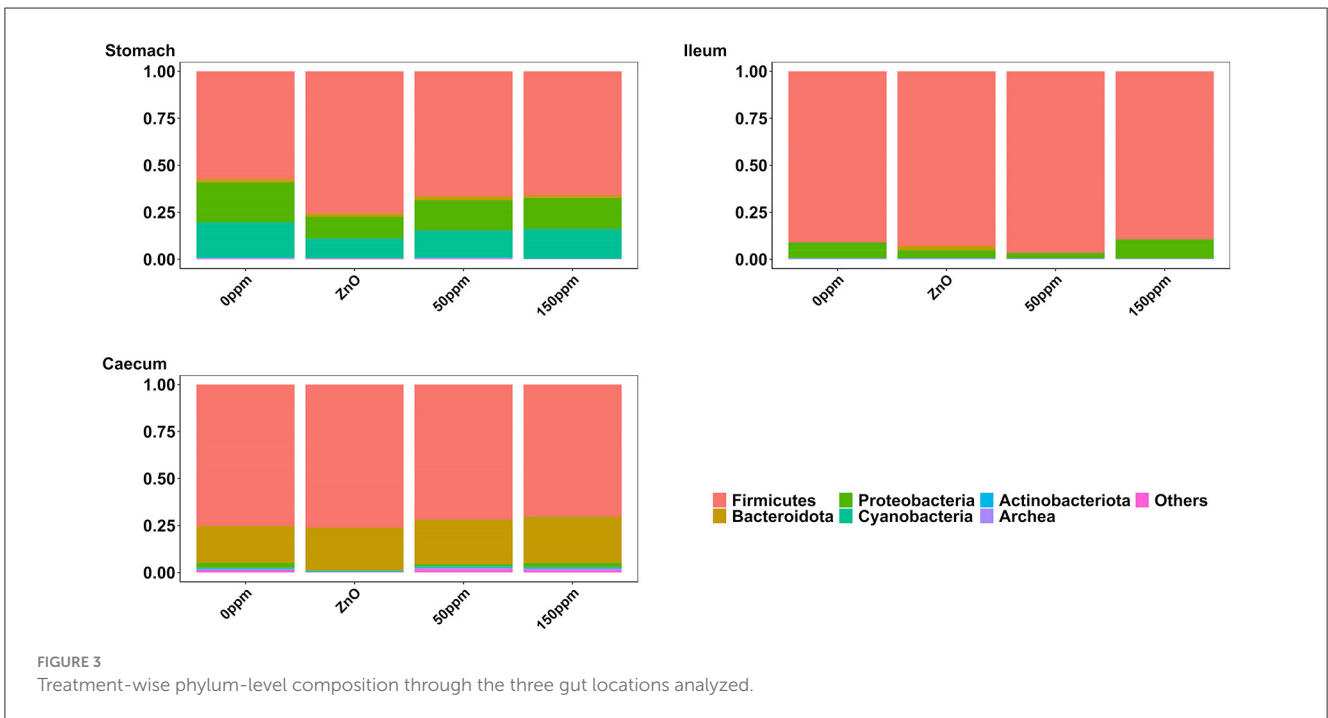 Stomach
1.00
0.75
0.50
0.25
0.00
0ppm
ZnO
50ppm
150ppm
Ileum
1.00
0.75
0.50
0.25
0.00
0ppm
ZnO
50ppm
150ppm
Caecum
1.00
0.75
0.50
0.25
0.00
0ppm
ZnO
50ppm
150ppm
Firmicutes Proteobacteria Actinobacteriota Others
Bacteroidota Cyanobacteria Archea
FIGURE 3
Treatment-wise phylum-level composition through the three gut locations analyzed.